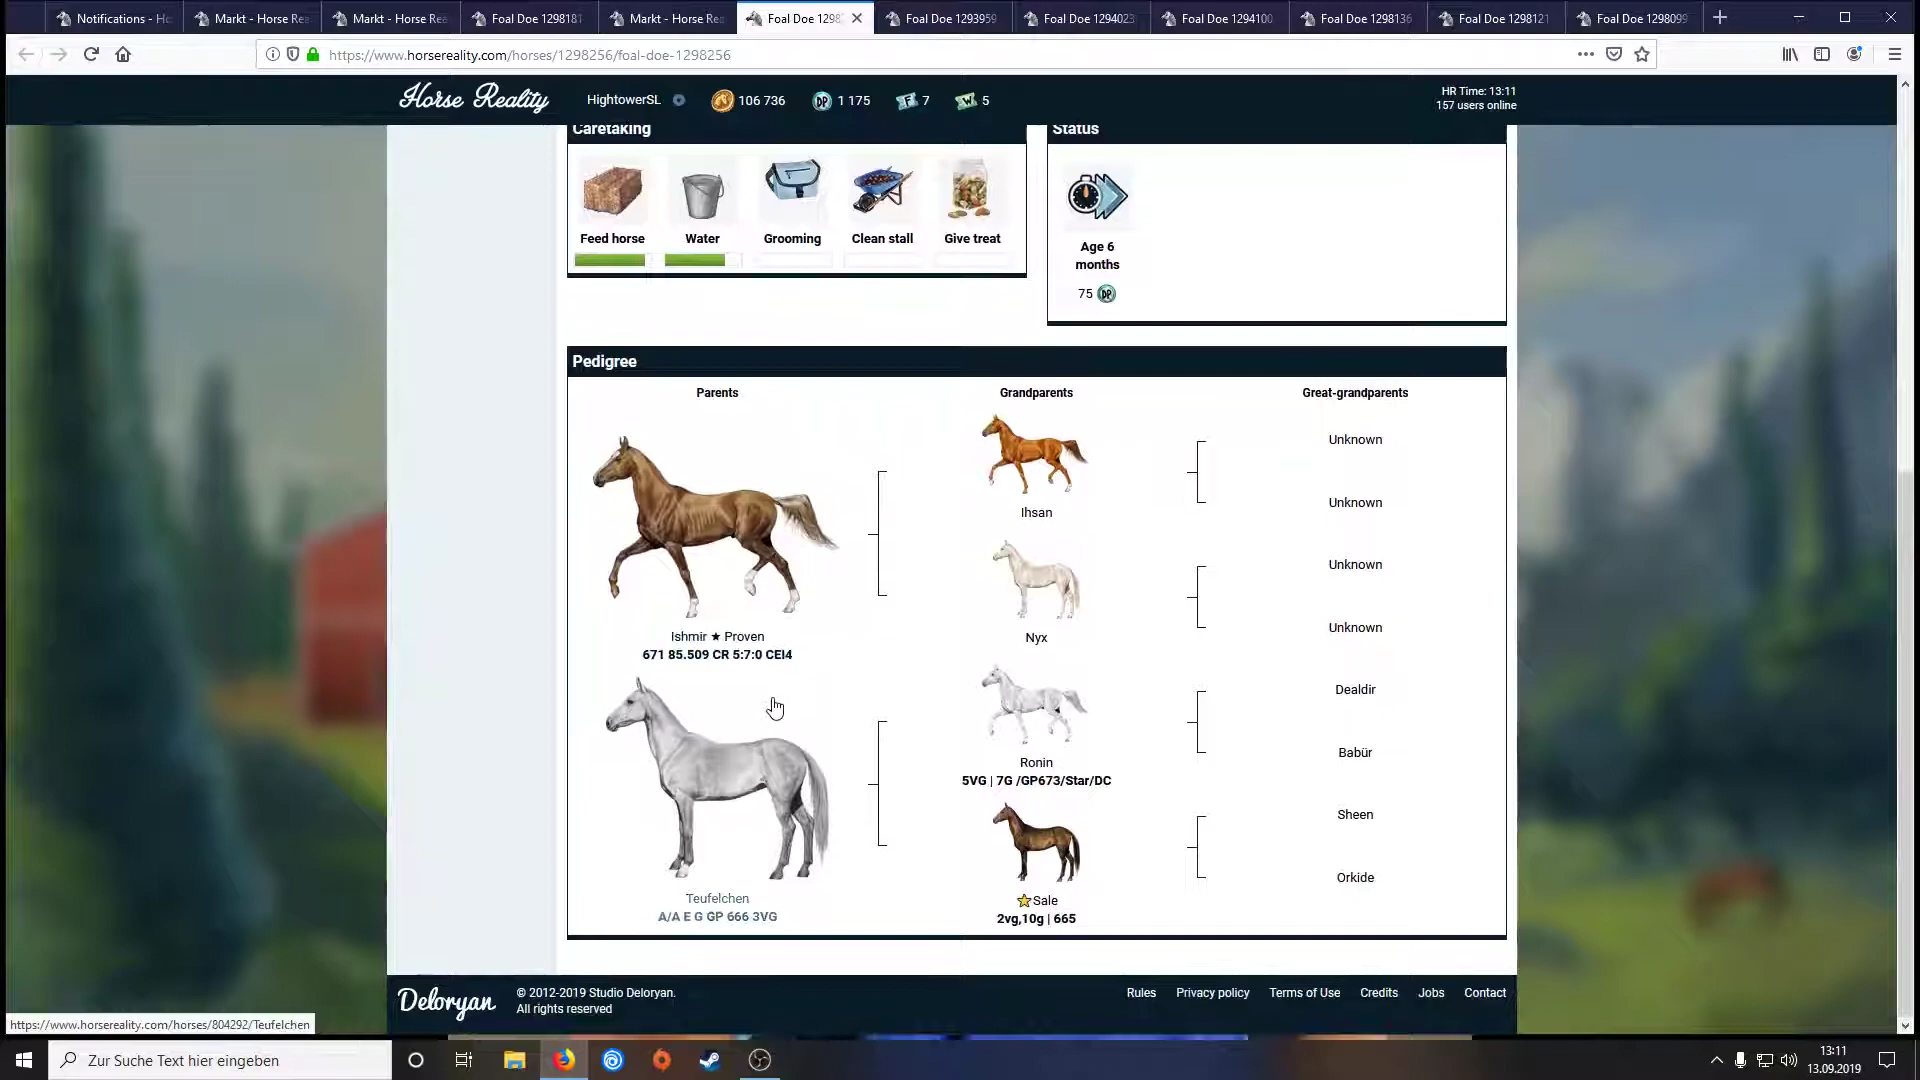 Notifications - Ho
Markt - Horse Rea
Markt - Horse Rea
Foal Doe 1298181
Markt - Horse Rea
Foal Doe 1298
Foal Doe 1293959
Foal Doe 1294023
Foal Doe 1294100
Foal Doe 1298136
Foal Doe 1298121
Foal Doe 1298099
https://www.horsereality.com/horses/1298256/foal-doe-1298256
Horse Reality
HightowerSL
106 736
DP 1 175
F 7
W 5
HR Time: 13:11
157 users online
Caretaking
Status
Feed horse
Water
Grooming
Clean stall
Give treat
Age 6
months
75 DP
Pedigree
Parents
Grandparents
Great-grandparents
Ishmir ★ Proven
671 85.509 CR 5:7:0 CEI4
Teufelchen
A/A E G GP 666 3VG
Ihsan
Nyx
Ronin
5VG | 7G /GP673/Star/DC
Sale
2vg,10g | 665
Unknown
Unknown
Unknown
Unknown
Dealdir
Babür
Sheen
Orkide
Deloryan
© 2012-2019 Studio Deloryan.
All rights reserved
Rules
Privacy policy
Terms of Use
Credits
Jobs
Contact
https://www.horsereality.com/horses/804292/Teufelchen
Zur Suche Text hier eingeben
13:11
13.09.2019